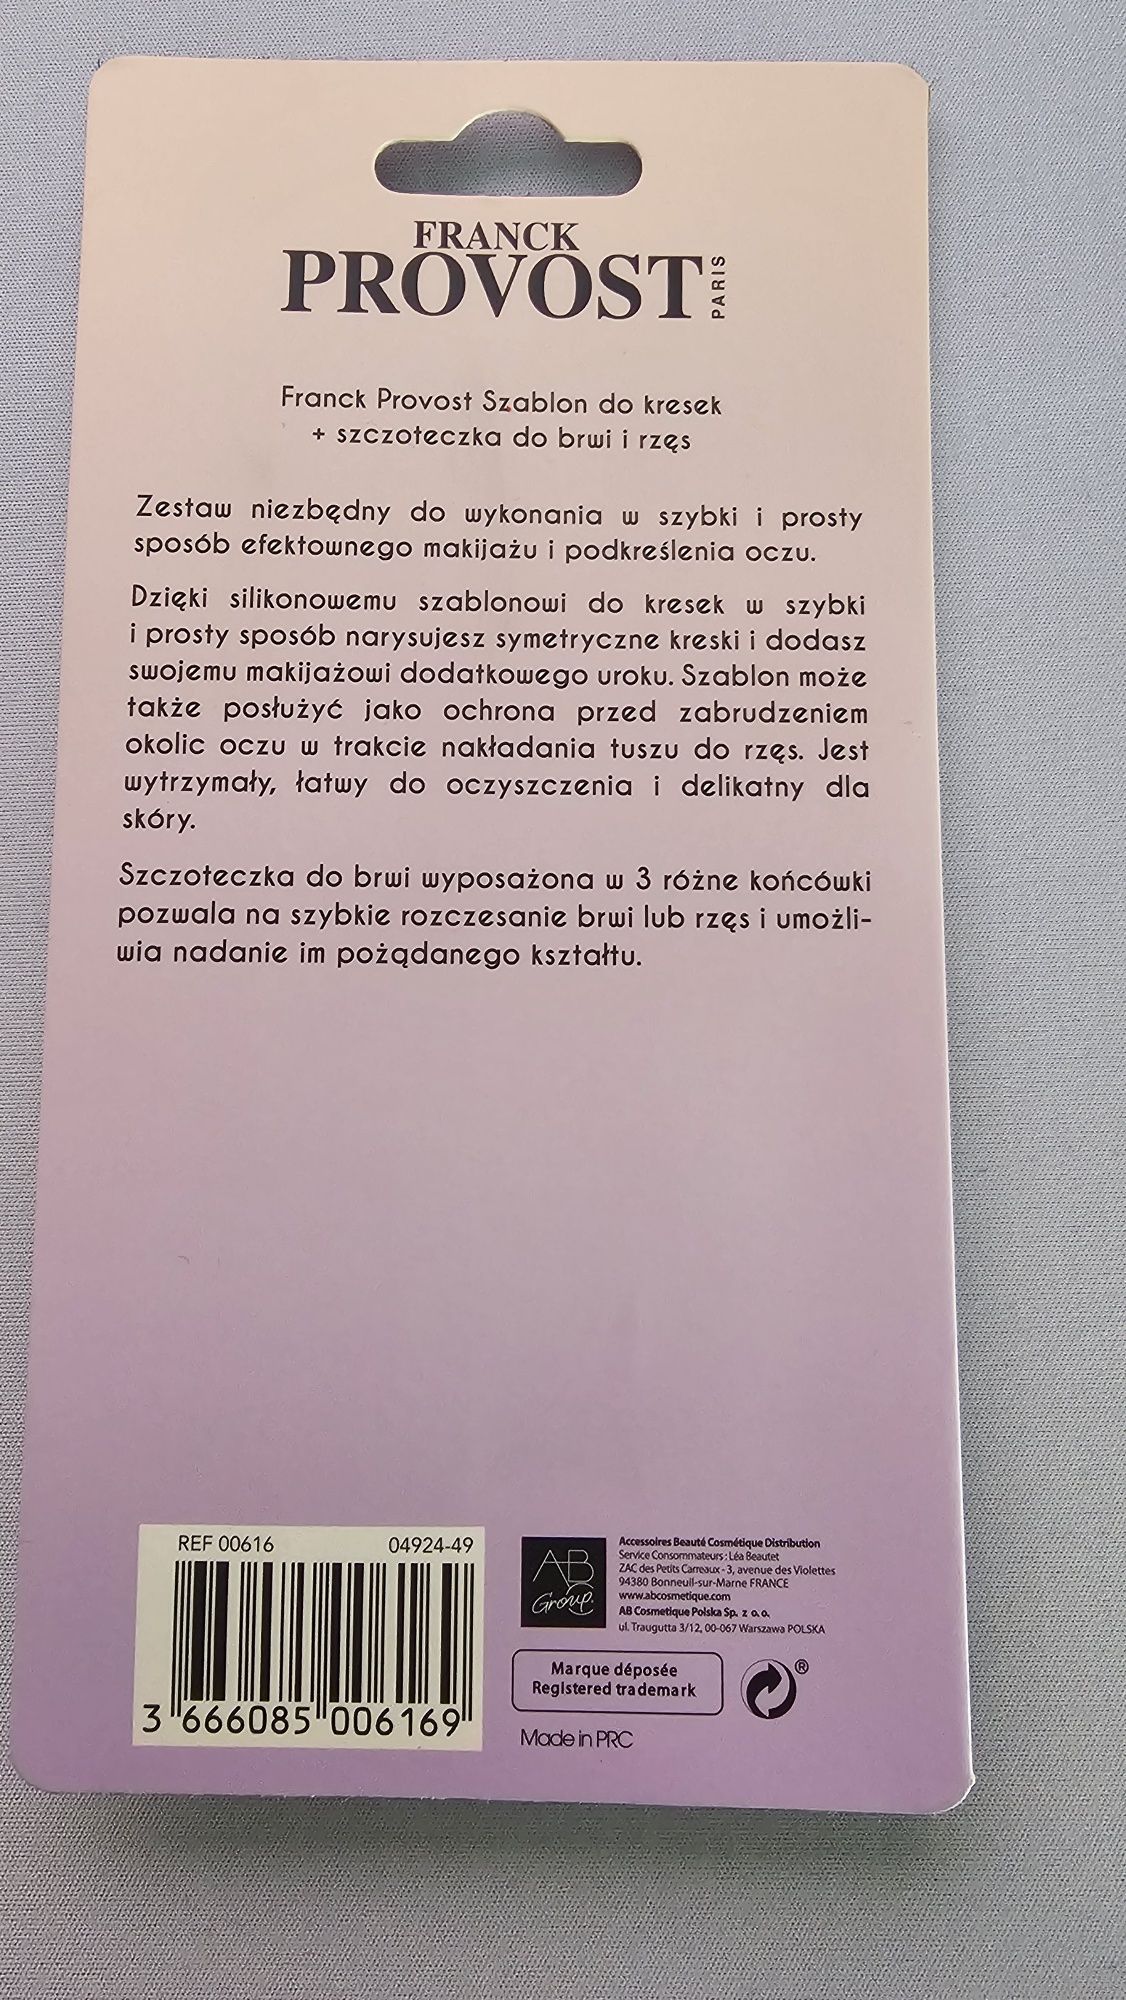 FRANCK
PROVOST
PARIS
Franck Provost Szablon do kresek
+ szczoteczka do brwi i rzęs
Zestaw niezbędny do wykonania w szybki i prosty
sposób efektownego makijażu i podkreślenia oczu.
Dzięki silikonowemu szablonowi do kresek w szybki
i prosty sposób narysujesz symetryczne kreski i dodasz
swojemu makijażowi dodatkowego uroku. Szablon może
także posłużyć jako ochrona przed zabrudzeniem
okolic oczu w trakcie nakładania tuszu do rzęs. Jest
wytrzymały, łatwy do oczyszczenia i delikatny dla
skóry.
Szczoteczka do brwi wyposażona w 3 różne końcówki
pozwala na szybkie rozczesanie brwi lub rzęs i umożli-
wia nadanie im pożądanego kształtu.
REF 00616 04924-49
3 666085 006169
ABC
Group.
Accessoires Beauté Cosmétique Distribution
Service Consommateurs : Léa Beautet
ZAC des Petits Carreaux - 3, avenue des Violettes
94380 Bonneuil-sur-Marne FRANCE
www.abcosmetique.com
AB Cosmetique Polska Sp. z o.o.
ul. Traugutta 3/12, 00-067 Warszawa POLSKA
Marque déposée
Registered trademark
®
Made in PRC